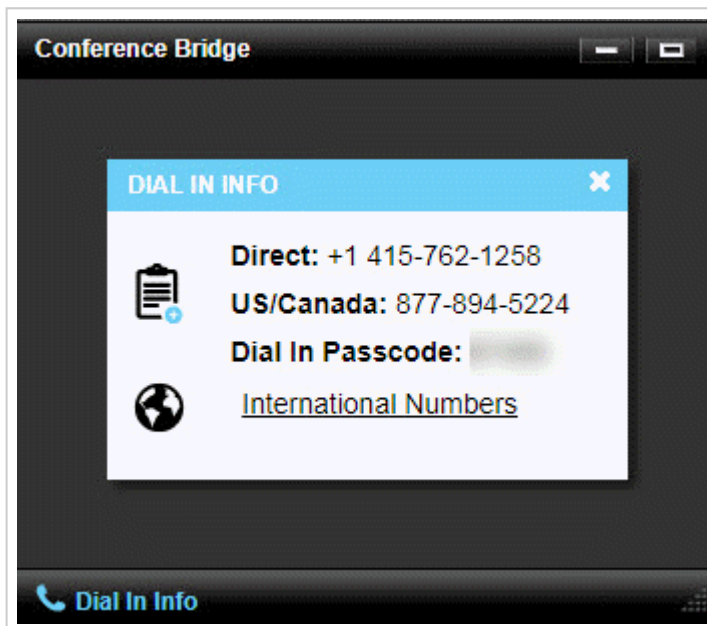 Conference Bridge
DIAL IN INFO
Direct: +1 415-762-1258
US/Canada: 877-894-5224
Dial In Passcode:
International Numbers
Dial In Info